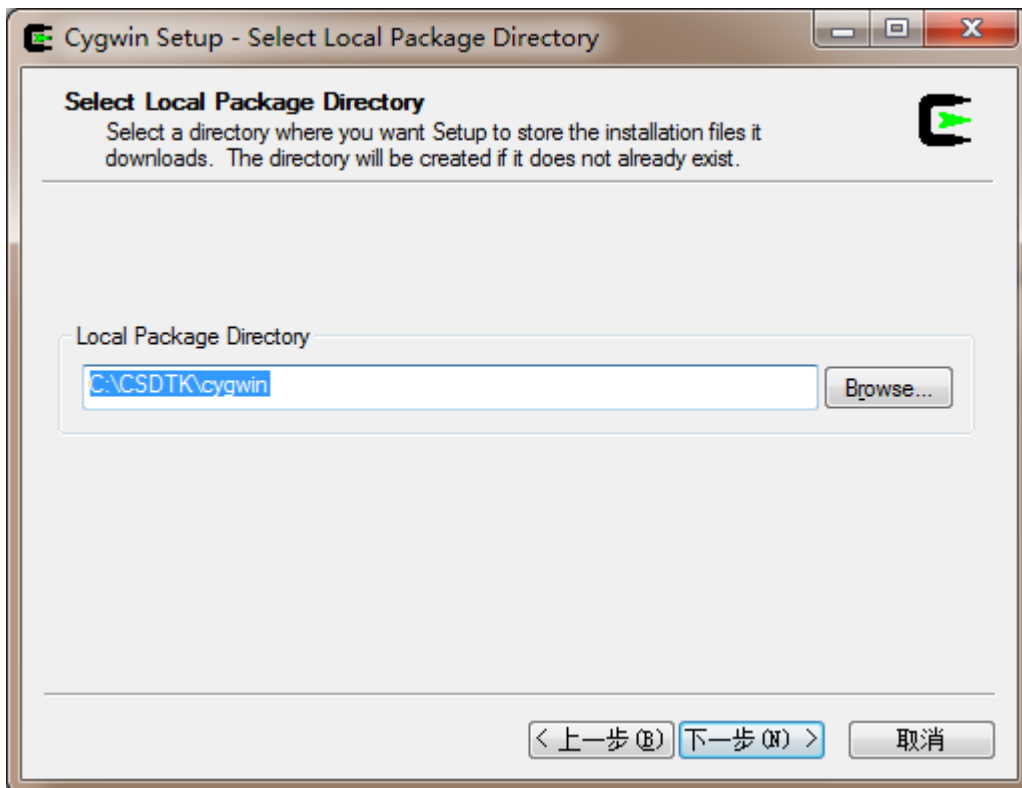 Cygwin Setup - Select Local Package Directory
Select Local Package Directory
Select a directory where you want Setup to store the installation files it
downloads. The directory will be created if it does not already exist.
Local Package Directory
C:\CSDTK\cygwin
Browse...
< 上一步(B)
下一步(N) >
取消